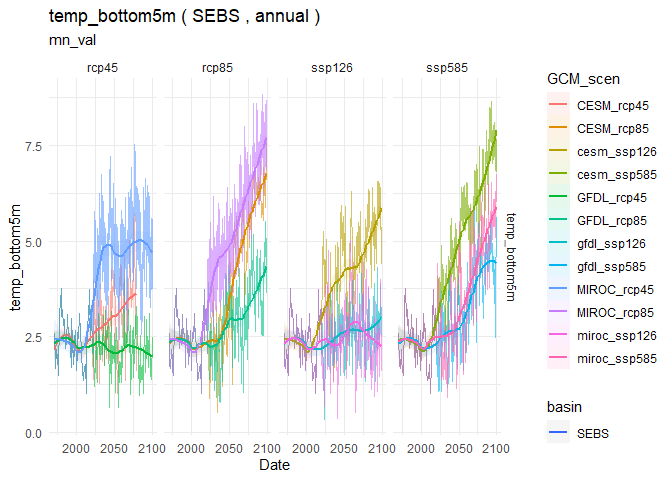 temp_bottom5m ( SEBS , annual )
mn_val
rcp45
rcp85
ssp126
ssp585
temp_bottom5m
7.5
5.0
2.5
0.0
2000
2050
2100
2000
2050
2100
2000
2050
2100
2000
2050
2100
Date
temp_bottom5m
GCM_scen
CESM_rcp45
CESM_rcp85
cesm_ssp126
cesm_ssp585
GFDL_rcp45
GFDL_rcp85
gfdl_ssp126
gfdl_ssp585
MIROC_rcp45
MIROC_rcp85
miroc_ssp126
miroc_ssp585
basin
SEBS